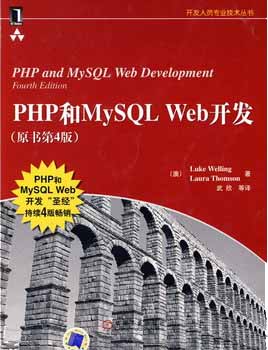 开发人员专业技术丛书
PHP and MySQL Web Development
Fourth Edition
PHP和MySQL Web开发
(原书第4版)
(澳) Luke Welling
Laura Thomson 著
武欣 等译
PHP和
MySQL Web
开发“圣经”
持续4版畅销